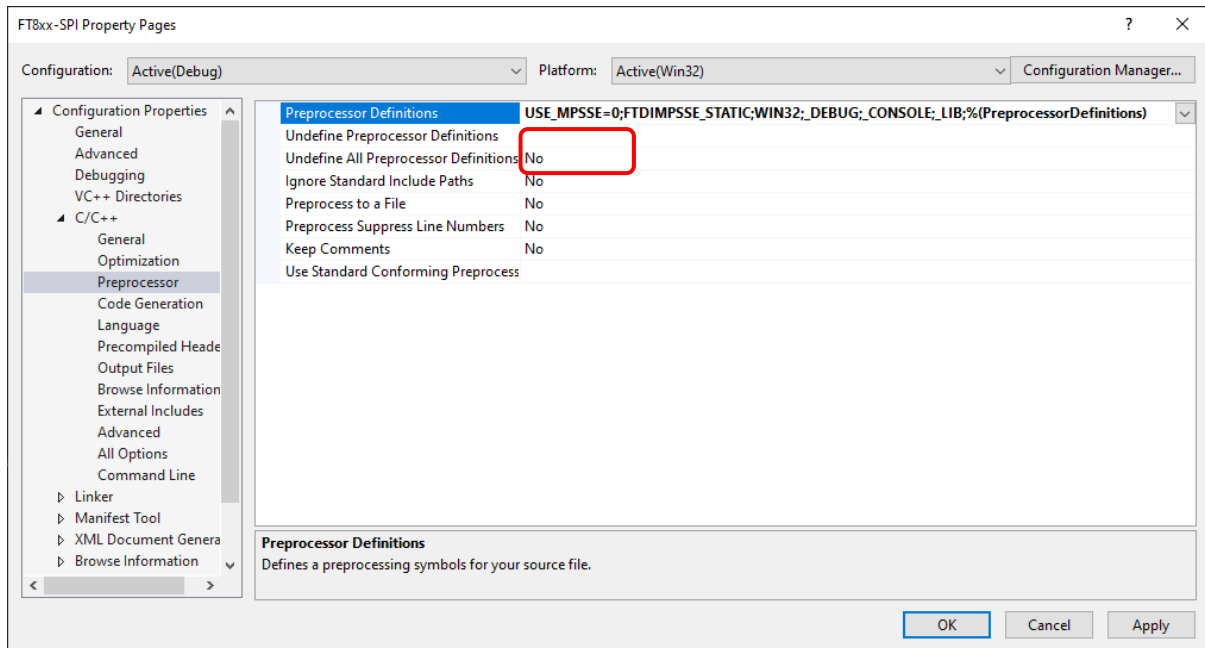 FT8xx-SPI Property Pages
?
Configuration: Active(Debug) Platform: Active(Win32) Configuration Manager...
Configuration Properties
General
Advanced
Debugging
VC++ Directories
C/C++
General
Optimization
Preprocessor
Code Generation
Language
Precompiled Heade
Output Files
Browse Information
External Includes
Advanced
All Options
Command Line
Linker
Manifest Tool
XML Document Genera
Browse Information
Preprocessor Definitions USE_MPSSE=0;FTDIMPSSE_STATIC;WIN32;_DEBUG;_CONSOLE;_LIB;%(PreprocessorDefinitions)
Undefine Preprocessor Definitions
Undefine All Preprocessor Definitions No
Ignore Standard Include Paths No
Preprocess to a File No
Preprocess Suppress Line Numbers No
Keep Comments No
Use Standard Conforming Preprocess
Preprocessor Definitions
Defines a preprocessing symbols for your source file.
OK Cancel Apply